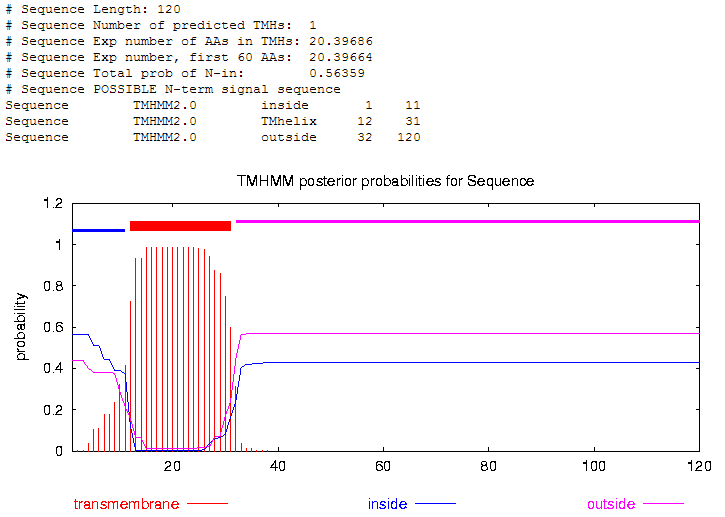 # Sequence Length: 120
# Sequence Number of predicted TMHs: 1
# Sequence Exp number of AAs in TMHs: 20.39686
# Sequence Exp number, first 60 AAs: 20.39664
# Sequence Total prob of N-in: 0.56359
# Sequence POSSIBLE N-term signal sequence
Sequence TMHMM2.0 inside 1 11
Sequence TMHMM2.0 TMhelix 12 31
Sequence TMHMM2.0 outside 32 120
TMHMM posterior probabilities for Sequence
1.2
1
0.8
0.6
0.4
0.2
0
probability
20 40 60 80 100 120
transmembrane inside outside